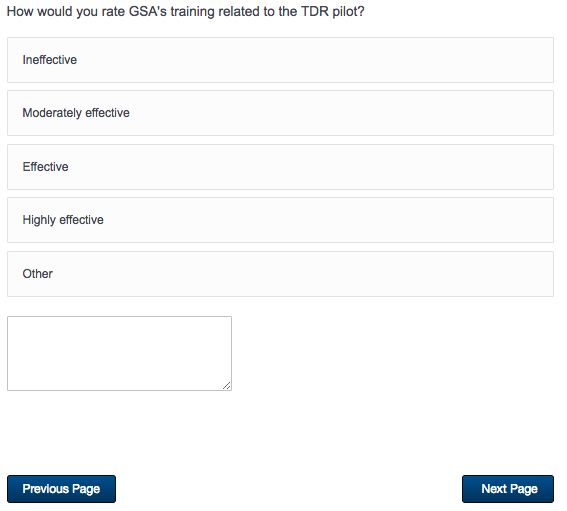 How would you rate GSA's training related to the TDR pilot?
Ineffective
Moderately effective
Effective
Highly effective
Other
Previous Page
Next Page